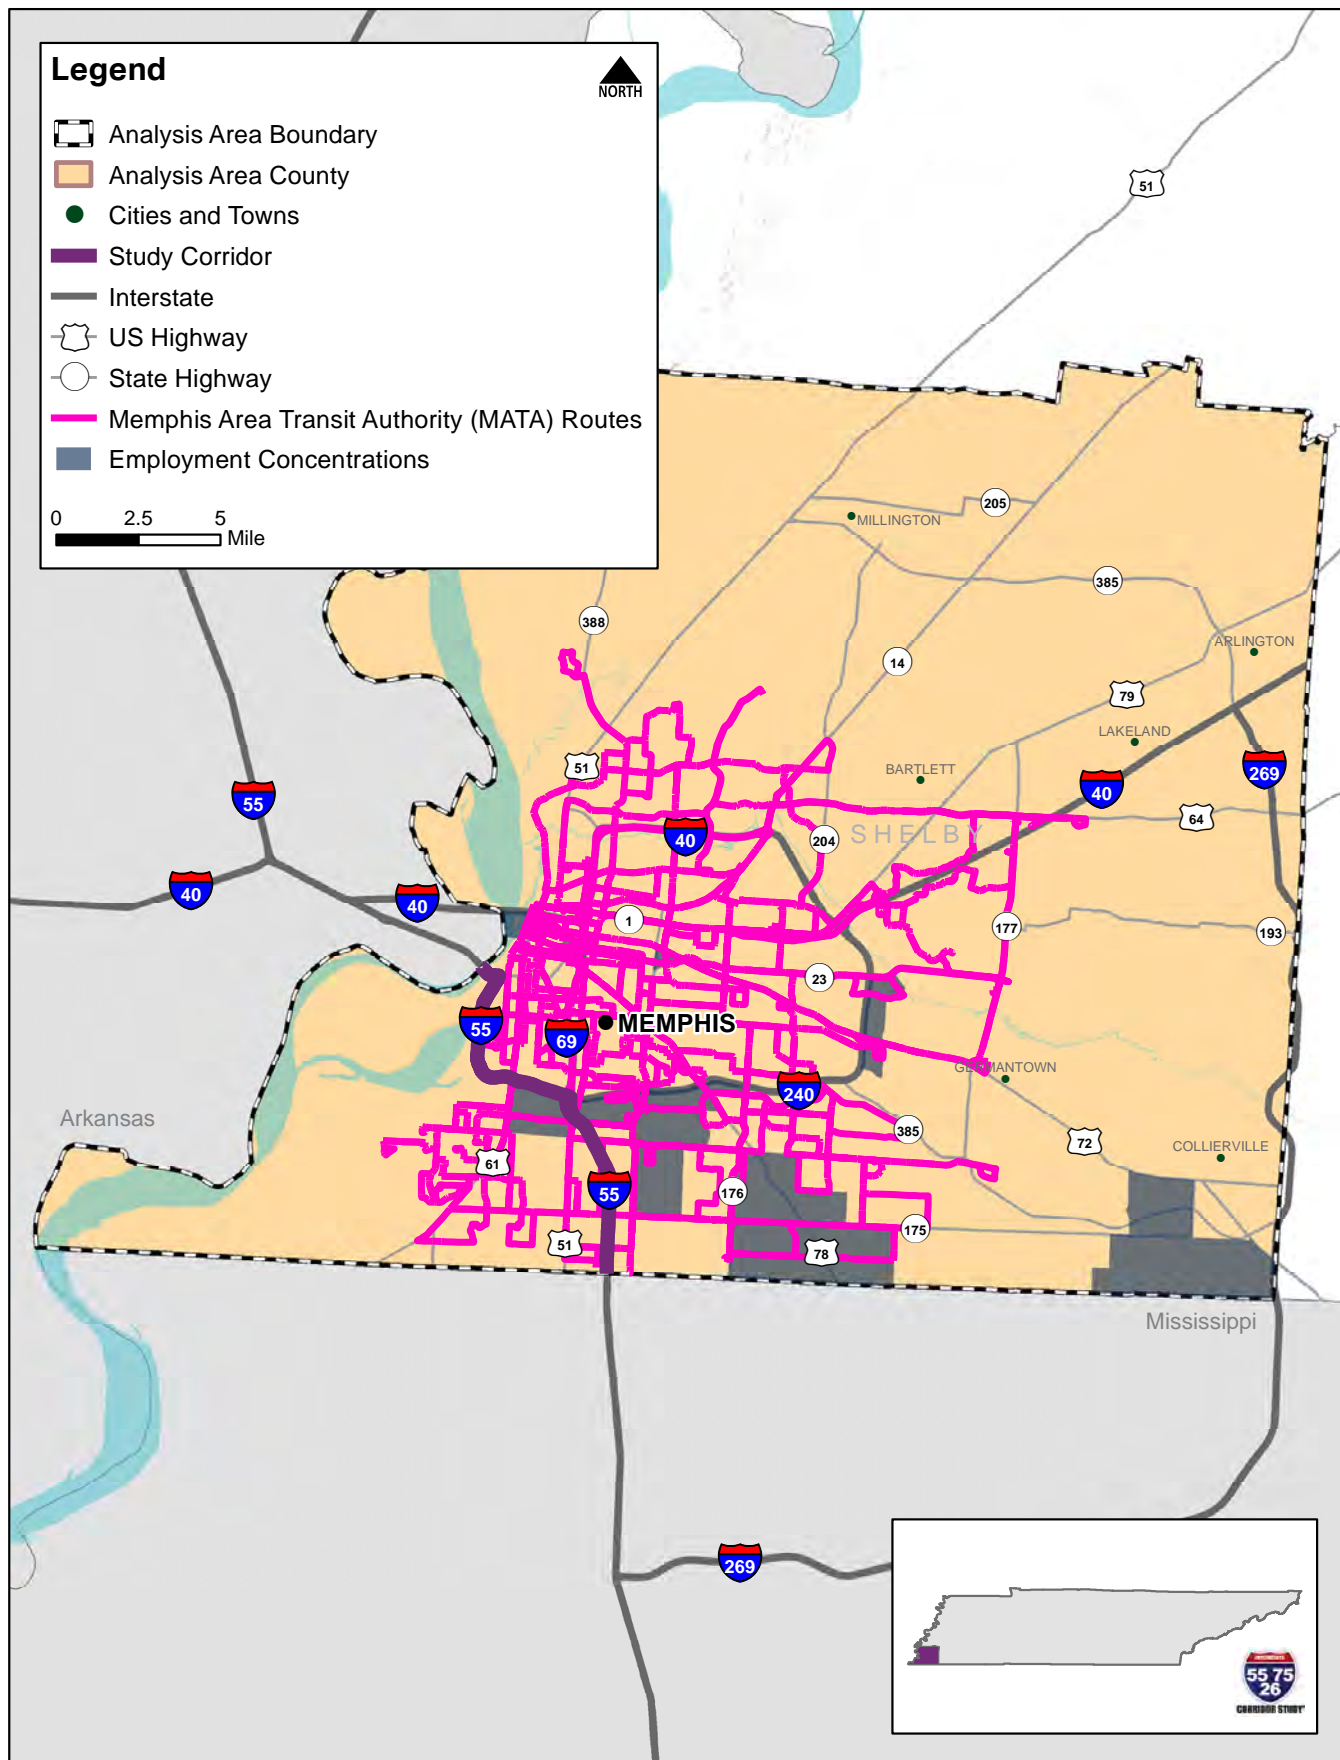 Legend
NORTH
Analysis Area Boundary
Analysis Area County
Cities and Towns
Study Corridor
Interstate
US Highway
State Highway
Memphis Area Transit Authority (MATA) Routes
Employment Concentrations
0 2.5 5
Mile
51
205
MILLINGTON
385
388
ARLINGTON
14
79
LAKELAND
51
BARTLETT
269
40
55
64
40
204
SHELBY
40
40
1
177
193
23
55
69
MEMPHIS
GERMANTOWN
240
Arkansas
385
72
COLLIERVILLE
61
55
176
175
51
78
Mississippi
269
55 75
26
CORRIDOR STUDY